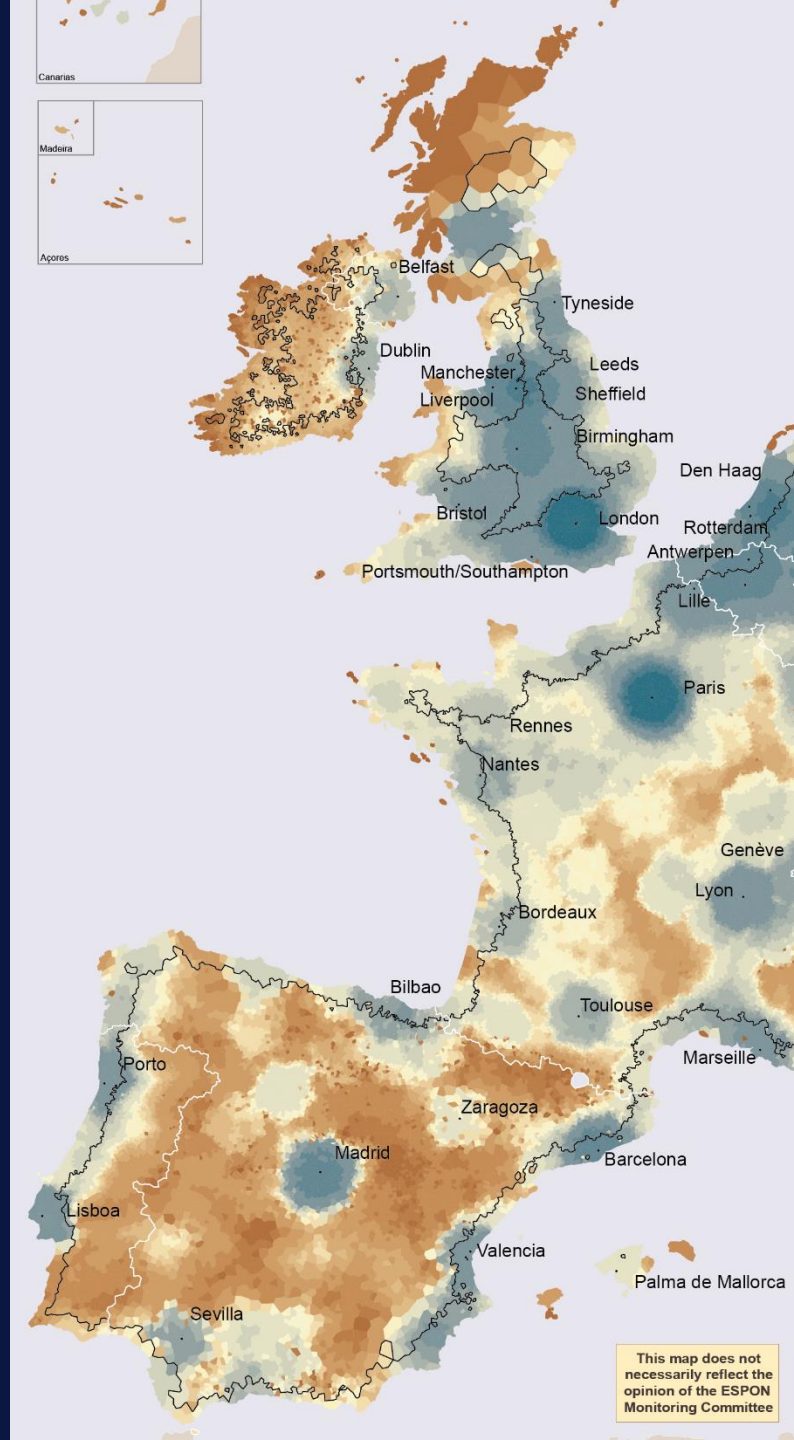 Canarias
Madeira
Açores
Belfast
Tyneside
Dublin
Leeds
Manchester
Sheffield
Liverpool
Birmingham
Den Haag
Bristol
London
Rotterdam
Antwerpen
Portsmouth/Southampton
Lille
Paris
Rennes
Nantes
Genève
Lyon
Bordeaux
Bilbao
Toulouse
Marseille
Porto
Zaragoza
Madrid
Barcelona
Lisboa
Valencia
Palma de Mallorca
Sevilla
This map does not
necessarily reflect the
opinion of the ESPON
Monitoring Committee